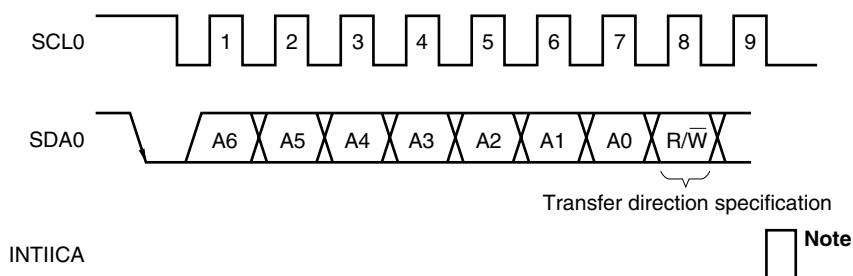 SCL0 1 2 3 4 5 6 7 8 9
SDA0 A6 A5 A4 A3 A2 A1 A0 R/W̅
Transfer direction specification
INTIICA Note